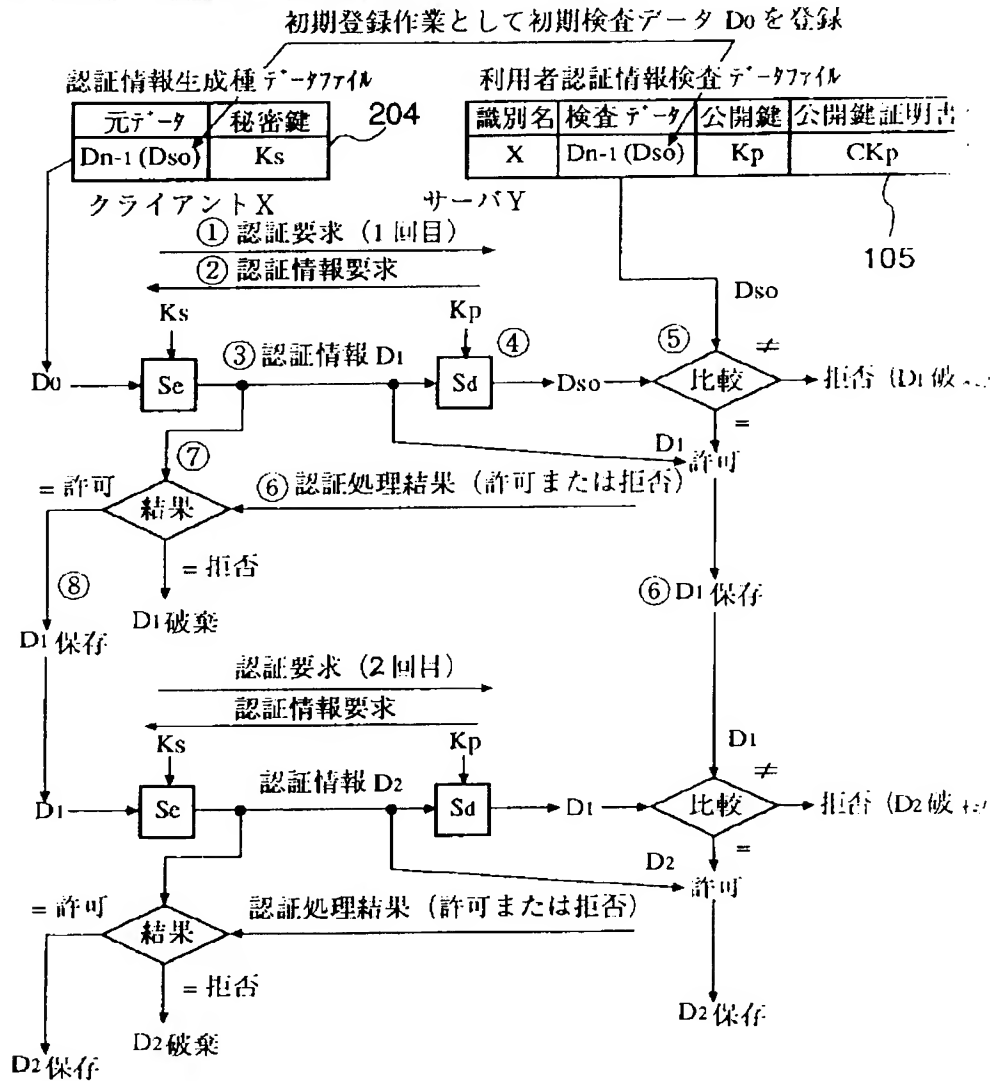 初期登録作業として初期検査データ D0 を登録
認証情報生成種データファイル
利用者認証情報検査データファイル
元データ 秘密鍵
204
Dn-1 (Dso) Ks
識別名 検査データ 公開鍵 公開鍵証明書
X Dn-1 (Dso) Kp CKp
105
クライアントX
サーバY
① 認証要求 (1回目)
② 認証情報要求
Dso
Ks
Kp
③ 認証情報 D1
④
⑤
≠
D0
Se
Sd
Dso
比較
拒否 (D1 破
=
D1
許可
⑦
⑥ 認証処理結果 (許可または拒否)
= 許可
結果
= 拒否
⑧
D1 破棄
⑥ D1 保存
D1 保存
認証要求 (2回目)
認証情報要求
Ks
Kp
D1
≠
認証情報 D2
D1
Se
Sd
D1
比較
拒否 (D2 破
=
D2
許可
= 許可
認証処理結果 (許可または拒否)
結果
= 拒否
D2 破棄
D2 保存
D2 保存